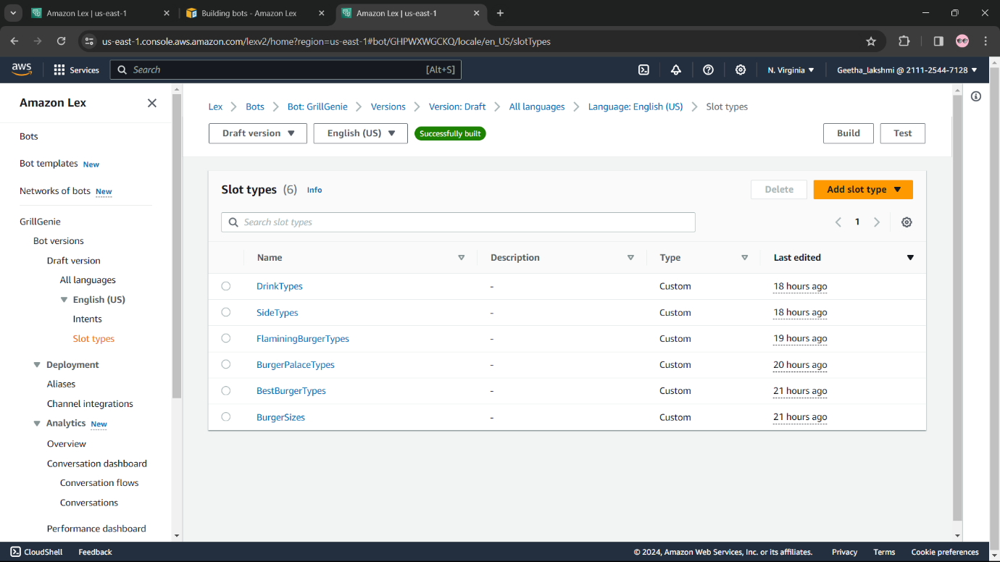 Amazon Lex | us-east-1
Building bots - Amazon Lex
Amazon Lex | us-east-1
us-east-1.console.aws.amazon.com/lexv2/home?region=us-east-1#bot/GHPWXWGCKQ/locale/en_US/slotTypes
aws Services Search [Alt+S] N. Virginia Geetha_lakshmi @ 2111-2544-7128
Amazon Lex
Bots
Bot templates New
Networks of bots New
GrillGenie
Bot versions
Draft version
All languages
English (US)
Intents
Slot types
Deployment
Aliases
Channel integrations
Analytics New
Overview
Conversation dashboard
Conversation flows
Conversations
Performance dashboard
Lex Bots Bot: GrillGenie Versions Version: Draft All languages Language: English (US) Slot types
Draft version English (US) Successfully built Build Test
Slot types (6) Info Delete Add slot type
Search slot types 1
Name Description Type Last edited
DrinkTypes - Custom 18 hours ago
SideTypes - Custom 18 hours ago
FlaminingBurgerTypes - Custom 19 hours ago
BurgerPalaceTypes - Custom 20 hours ago
BestBurgerTypes - Custom 21 hours ago
BurgerSizes - Custom 21 hours ago
CloudShell Feedback © 2024, Amazon Web Services, Inc. or its affiliates. Privacy Terms Cookie preferences